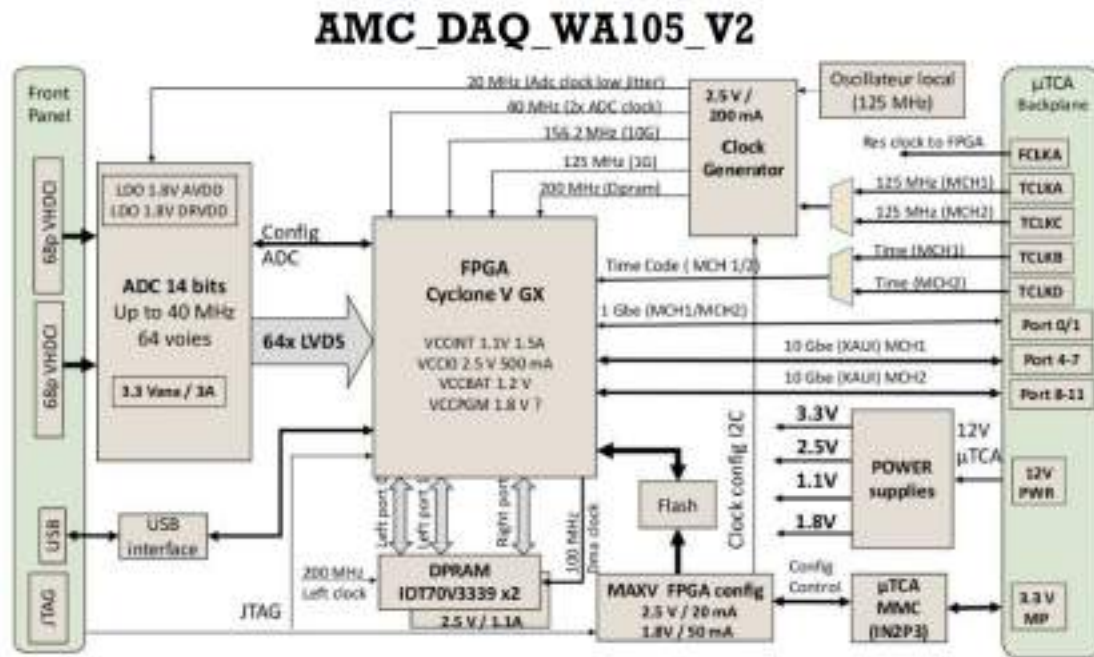 AMC_DAQ_WA105_V2
Front
Panel
68p VHDCI
68p VHDCI
USB
JTAG
LDO 1.8V AVDD
LDO 1.8V DRVDD
ADC 14 bits
Up to 40 MHz
64 voies
3.3 Vana / 3A
Config
ADC
64x LVDS
20 MHz (Adc clock low jitter)
40 MHz (2x ADC clock)
156.2 MHz (10G)
125 MHz (1G)
200 MHz (Dpram)
2.5 V /
200 mA
Clock
Generator
Oscillateur local
(125 MHz)
Res clock to FPGA
125 MHz (MCH1)
125 MHz (MCH2)
Time (MCH1)
Time (MCH2)
Time Code ( MCH 1/2)
1 Gbe (MCH1/MCH2)
10 Gbe (XAUI) MCH1
10 Gbe (XAUI) MCH2
µTCA
Backplane
FCLKA
TCLKA
TCLKC
TCLKB
TCLKD
Port 0/1
Port 4-7
Port 8-11
12V
PWR
3.3 V
MP
FPGA
Cyclone V GX
VCCINT 1.1V 1.5A
VCCIO 2.5 V 500 mA
VCCBAT 1.2 V
VCCPGM 1.8 V ?
Clock config I2C
3.3V
2.5V
1.1V
1.8V
POWER
supplies
12V
µTCA
Flash
USB
interface
Left port
Left port
Right port
100 MHz
Dma clock
200 MHz
Left clock
DPRAM
IDT70V3339 x2
2.5 V / 1.1A
JTAG
MAXV FPGA config
2.5 V / 20 mA
1.8V / 50 mA
Config
Control
µTCA
MMC
(IN2P3)